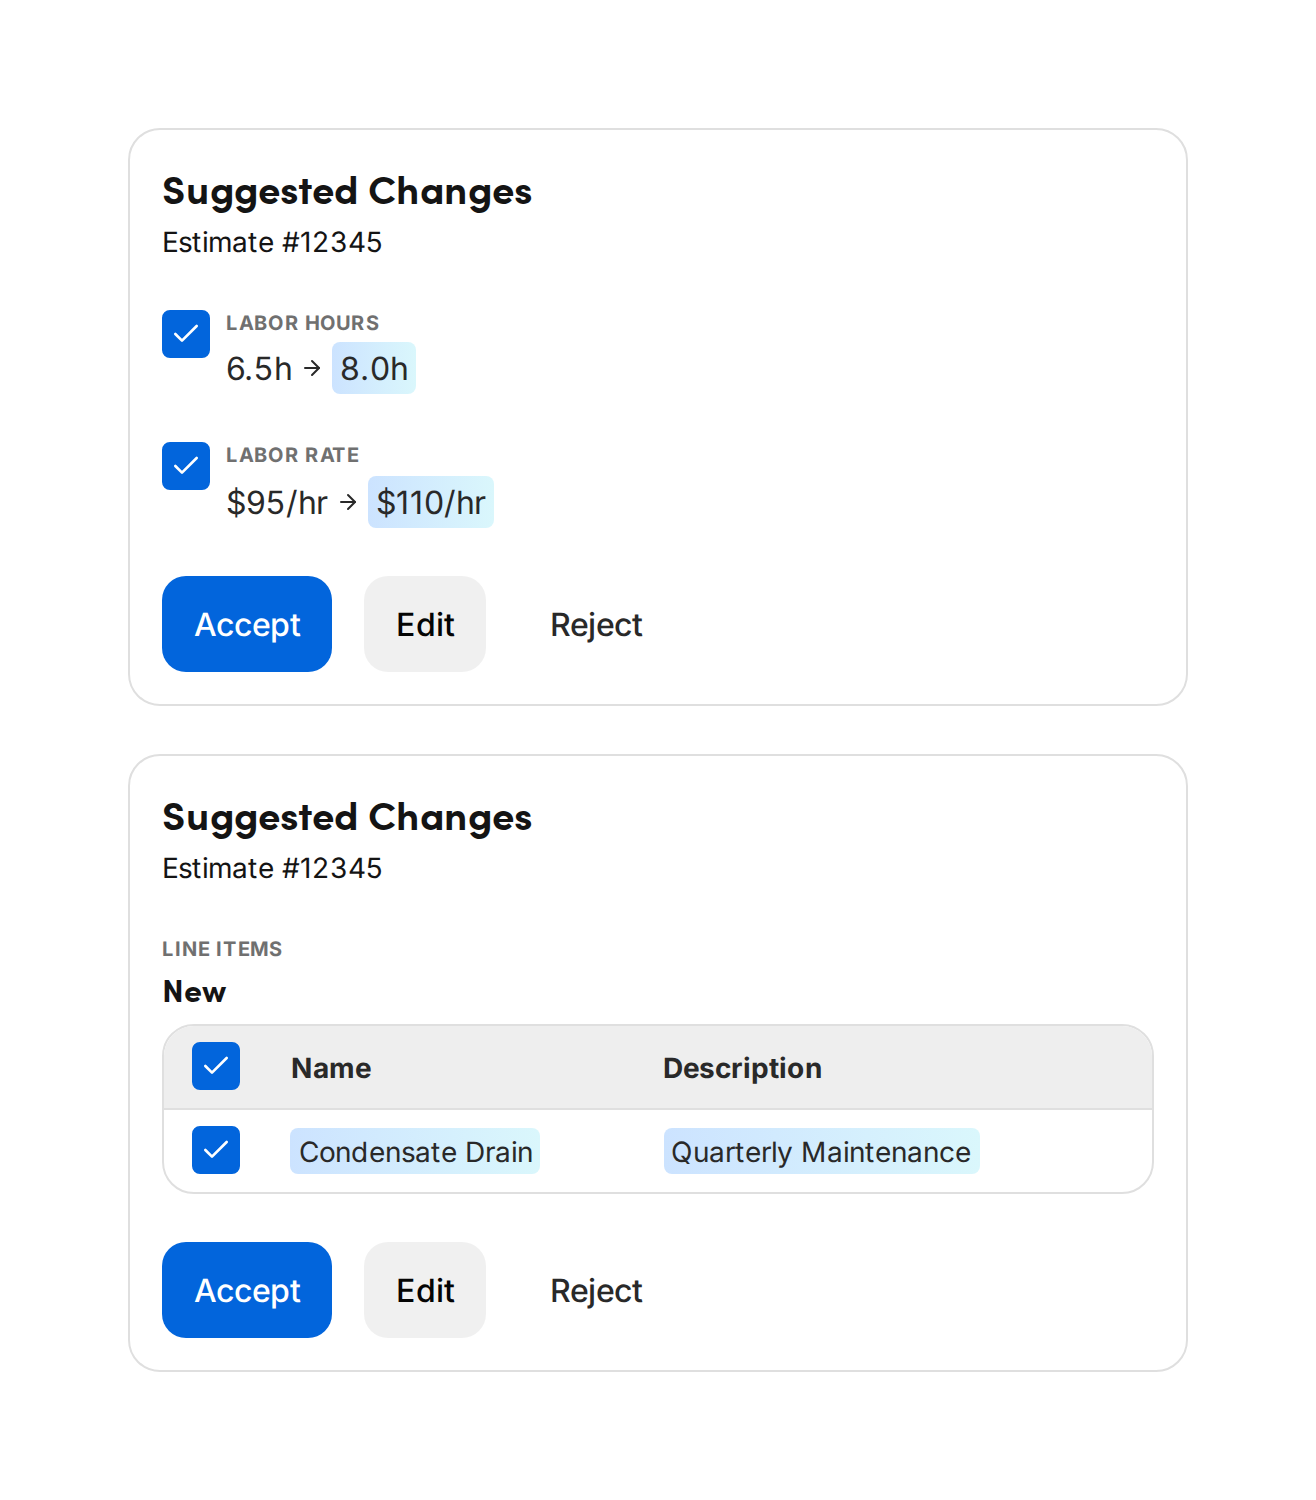 Suggested Changes
Estimate #12345
LABOR HOURS
6.5h → 8.0h
LABOR RATE
$95/hr → $110/hr
Accept Edit Reject
Suggested Changes
Estimate #12345
LINE ITEMS
New
Name Description
Condensate Drain Quarterly Maintenance
Accept Edit Reject